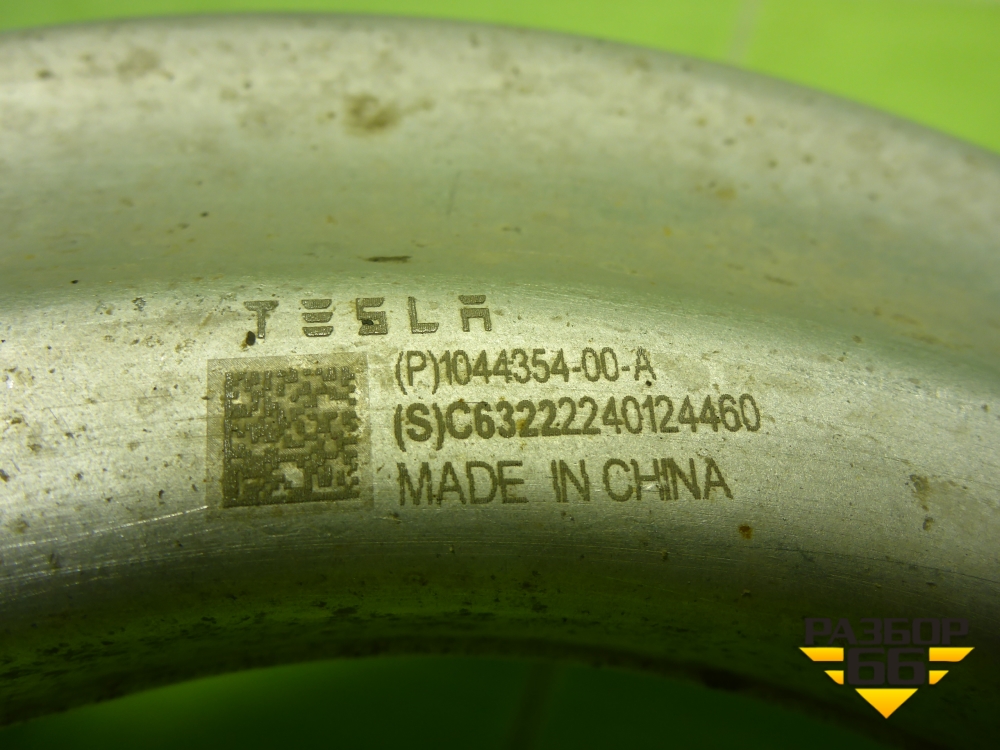 TESLA
(P)1044354-00-A
(S)C63222240124460
MADE IN CHINA
РАЗБОР
66